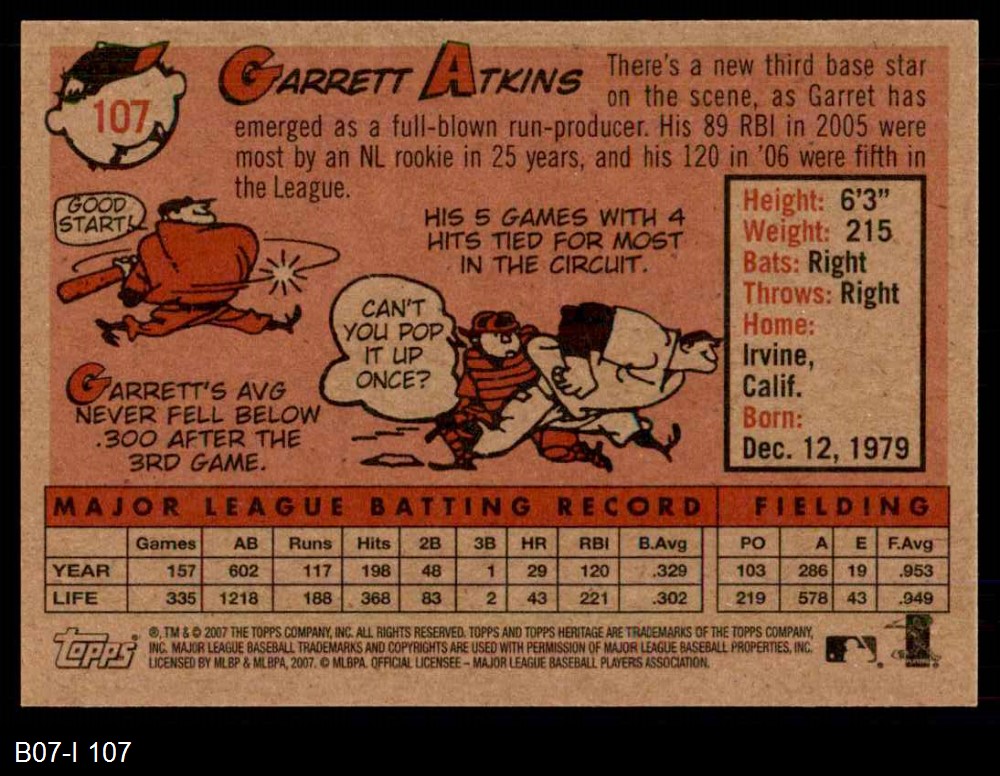 107
GARRETT ATKINS
There's a new third base star
on the scene, as Garret has
emerged as a full-blown run-producer. His 89 RBI in 2005 were
most by an NL rookie in 25 years, and his 120 in '06 were fifth in
the League.
GOOD
START!
HIS 5 GAMES WITH 4
HITS TIED FOR MOST
IN THE CIRCUIT.
CAN'T
YOU POP
IT UP
ONCE?
GARRETT'S AVG
NEVER FELL BELOW
.300 AFTER THE
3RD GAME.
Height: 6'3"
Weight: 215
Bats: Right
Throws: Right
Home:
Irvine,
Calif.
Born:
Dec. 12, 1979
MAJOR LEAGUE BATTING RECORD FIELDING
Games AB Runs Hits 2B 3B HR RBI B.Avg PO A E F.Avg
YEAR 157 602 117 198 48 1 29 120 .329 103 286 19 .953
LIFE 335 1218 188 368 83 2 43 221 .302 219 578 43 .949
topps
®, TM & © 2007 THE TOPPS COMPANY, INC. ALL RIGHTS RESERVED. TOPPS AND TOPPS HERITAGE ARE TRADEMARKS OF THE TOPPS COMPANY,
INC. MAJOR LEAGUE BASEBALL TRADEMARKS AND COPYRIGHTS ARE USED WITH PERMISSION OF MAJOR LEAGUE BASEBALL PROPERTIES, INC.
LICENSED BY MLBP & MLBPA, 2007. © MLBPA. OFFICIAL LICENSEE – MAJOR LEAGUE BASEBALL PLAYERS ASSOCIATION.
B07-I 107